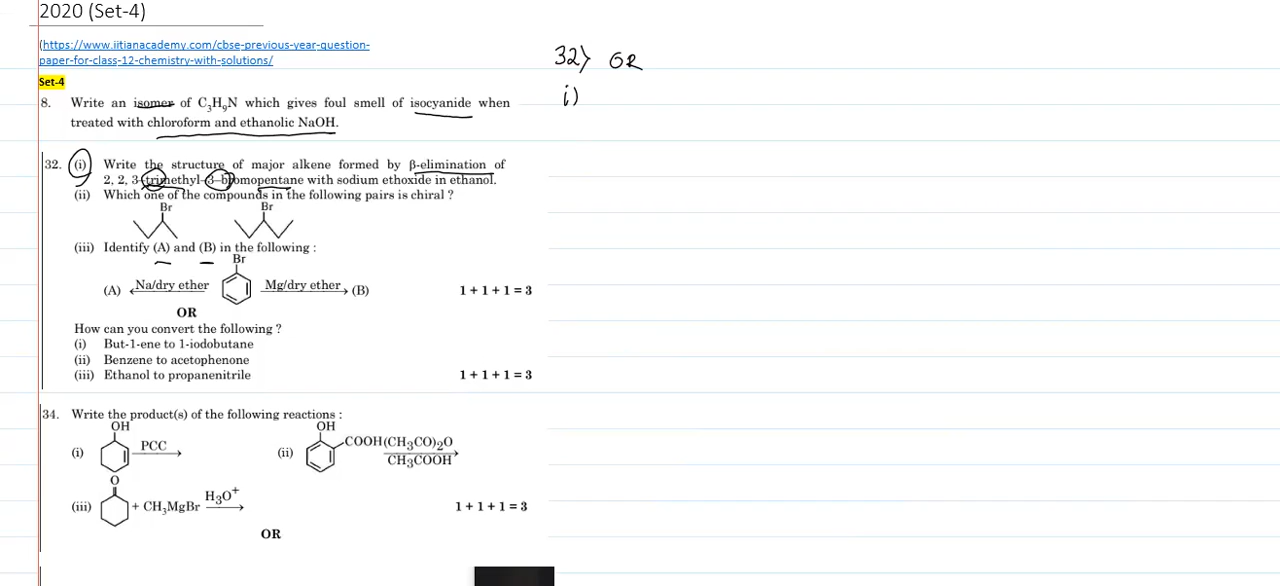 2020 (Set-4)
(https://www.iitianacademy.com/cbse-previous-year-question-
paper-for-class-12-chemistry-with-solutions/
Set-4
8. Write an isomer of C₃H₉N which gives foul smell of isocyanide when
treated with chloroform and ethanolic NaOH.
32. (i) Write the structure of major alkene formed by β-elimination of
2, 2, 3-trimethyl-3-bromopentane with sodium ethoxide in ethanol.
(ii) Which one of the compounds in the following pairs is chiral ?
Br Br
(iii) Identify (A) and (B) in the following :
Br
(A) Na/dry ether Mg/dry ether (B) 1 + 1 + 1 = 3
OR
How can you convert the following ?
(i) But-1-ene to 1-iodobutane
(ii) Benzene to acetophenone
(iii) Ethanol to propanenitrile 1 + 1 + 1 = 3
34. Write the product(s) of the following reactions :
OH OH
(i) PCC (ii) COOH (CH₃CO)₂O
CH₃COOH
O
(iii) + CH₃MgBr H₃O⁺ 1 + 1 + 1 = 3
OR
32) OR
i)